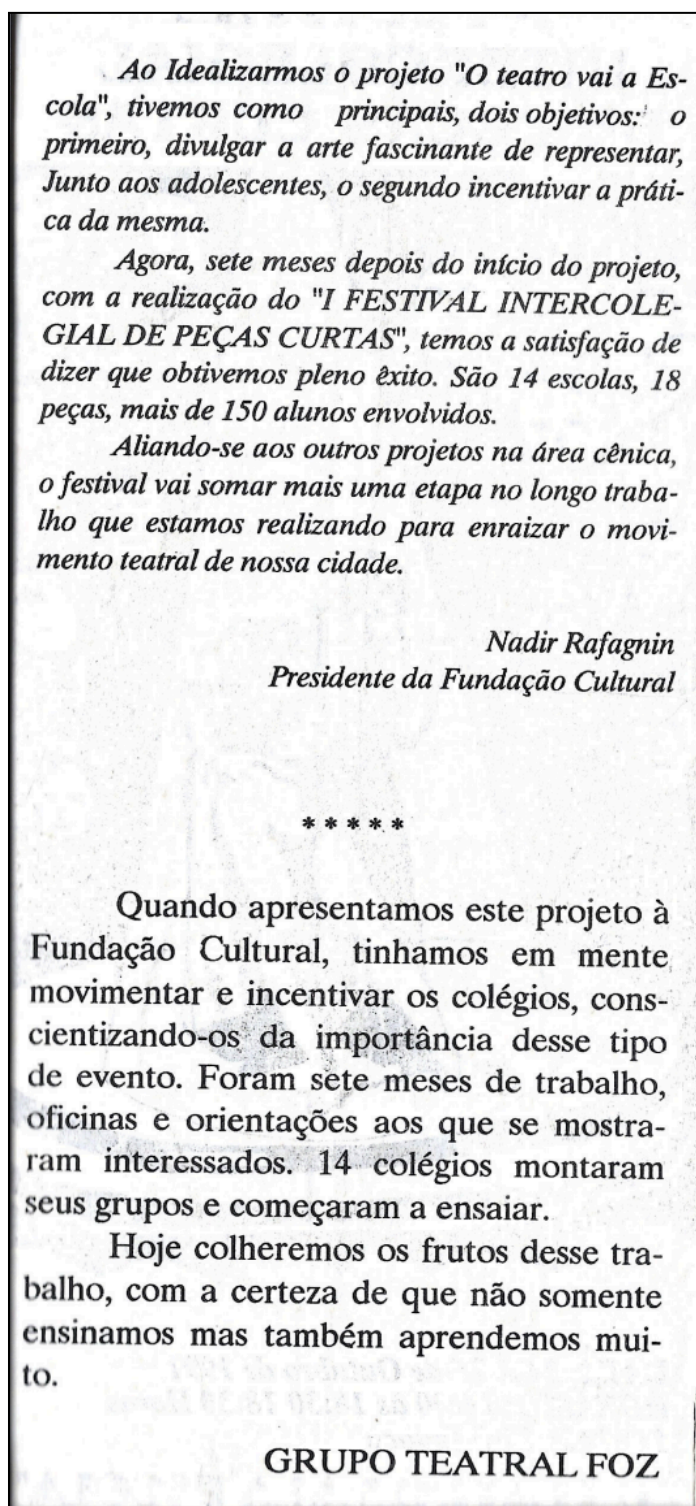 Ao Idealizarmos o projeto "O teatro vai a Es-
cola", tivemos como principais, dois objetivos: o
primeiro, divulgar a arte fascinante de representar,
Junto aos adolescentes, o segundo incentivar a práti-
ca da mesma.
Agora, sete meses depois do início do projeto,
com a realização do "I FESTIVAL INTERCOLE-
GIAL DE PEÇAS CURTAS", temos a satisfação de
dizer que obtivemos pleno êxito. São 14 escolas, 18
peças, mais de 150 alunos envolvidos.
Aliando-se aos outros projetos na área cênica,
o festival vai somar mais uma etapa no longo traba-
lho que estamos realizando para enraizar o movi-
mento teatral de nossa cidade.
Nadir Rafagnin
Presidente da Fundação Cultural
* * * * *
Quando apresentamos este projeto à
Fundação Cultural, tinhamos em mente
movimentar e incentivar os colégios, cons-
cientizando-os da importância desse tipo
de evento. Foram sete meses de trabalho,
oficinas e orientações aos que se mostra-
ram interessados. 14 colégios montaram
seus grupos e começaram a ensaiar.
Hoje colheremos os frutos desse tra-
balho, com a certeza de que não somente
ensinamos mas também aprendemos mui-
to.
GRUPO TEATRAL FOZ